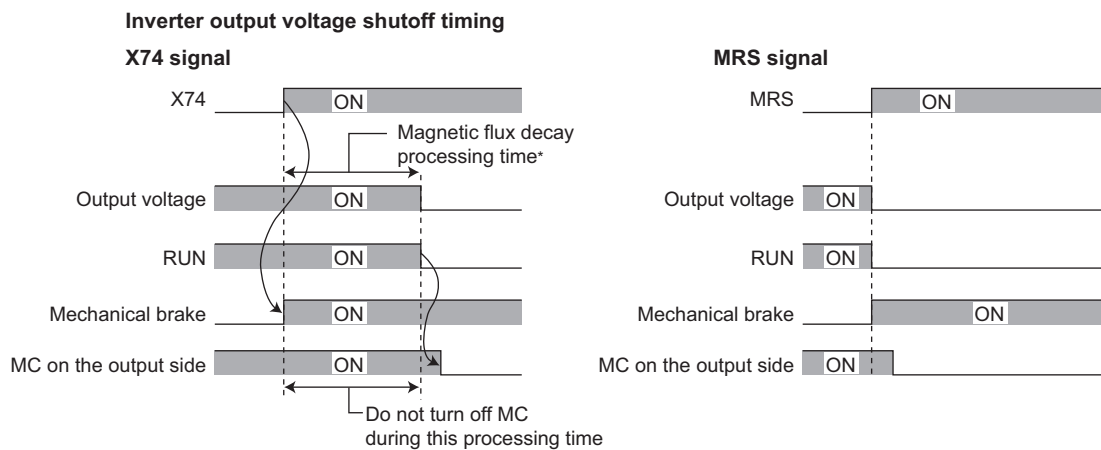 Inverter output voltage shutoff timing
X74 signal
X74
ON
Magnetic flux decay
processing time*
Output voltage
ON
RUN
ON
Mechanical brake
ON
MC on the output side
ON
Do not turn off MC
during this processing time
MRS signal
MRS
ON
Output voltage
ON
RUN
ON
Mechanical brake
ON
MC on the output side
ON